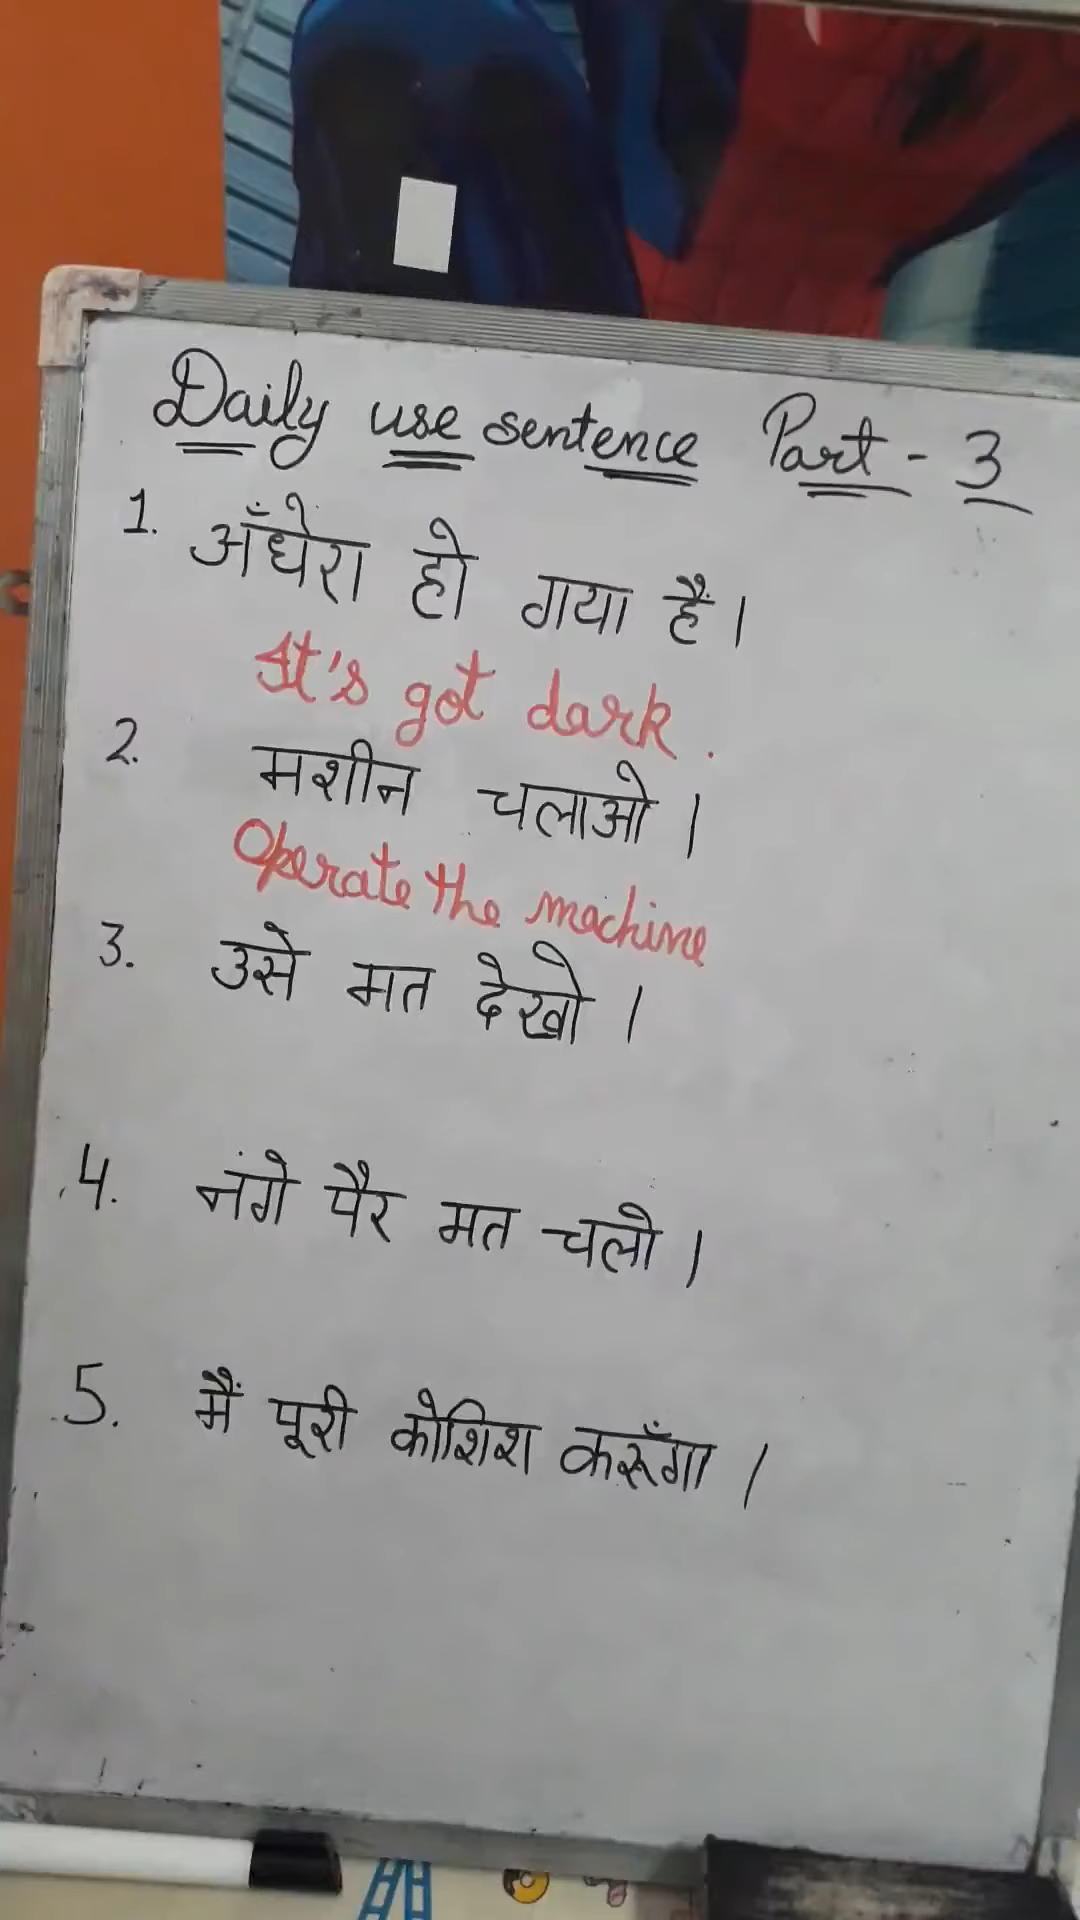 Daily use sentence Part - 3
1. अँधेरा हो गया है।
It's got dark.
2. मशीन चलाओ।
Operate the machine
3. उसे मत देखो।
4. नंगे पैर मत चलो।
5. मैं पूरी कोशिश करूँगा।